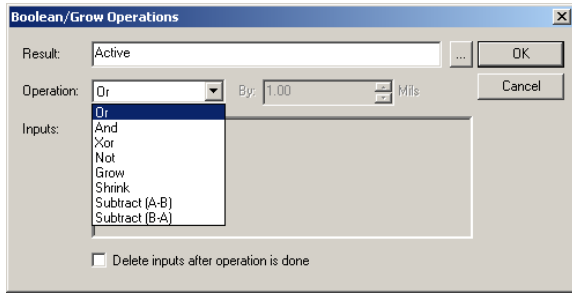 Boolean/Grow Operations
Result: Active ... OK
Operation: Or By: 1.00 Mils Cancel
Inputs:
Or
And
Xor
Not
Grow
Shrink
Subtract (A-B)
Subtract (B-A)
Delete inputs after operation is done